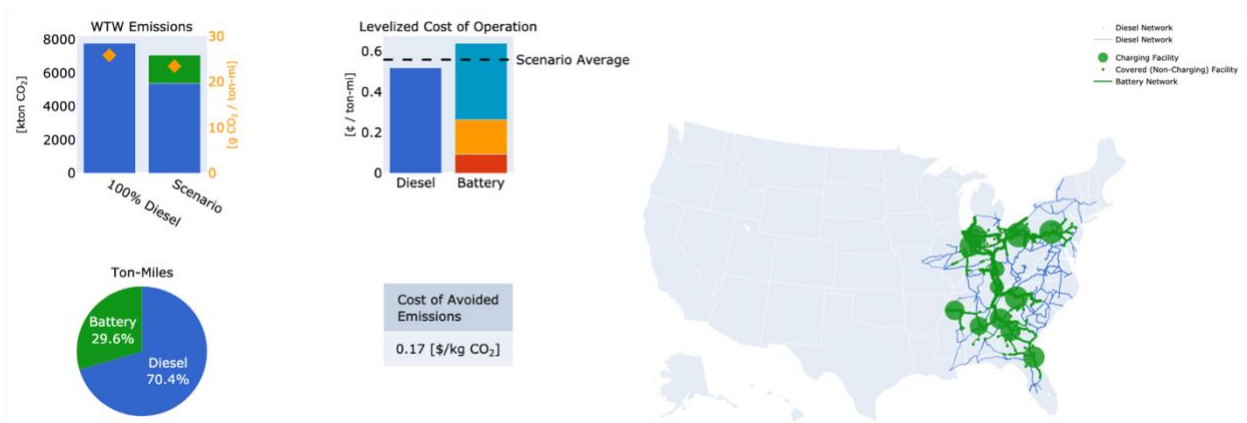 WTW Emissions
8000
6000
4000
2000
0
[kton CO₂]
30
20
10
0
[g CO₂ / ton-mi]
100% Diesel
Scenario
Levelized Cost of Operation
0.6
0.4
0.2
0
[¢ / ton-mi]
Scenario Average
Diesel
Battery
Diesel Network
Diesel Network
Charging Facility
Covered (Non-Charging) Facility
Battery Network
Ton-Miles
Battery
29.6%
Diesel
70.4%
Cost of Avoided
Emissions
0.17 [$/kg CO₂]